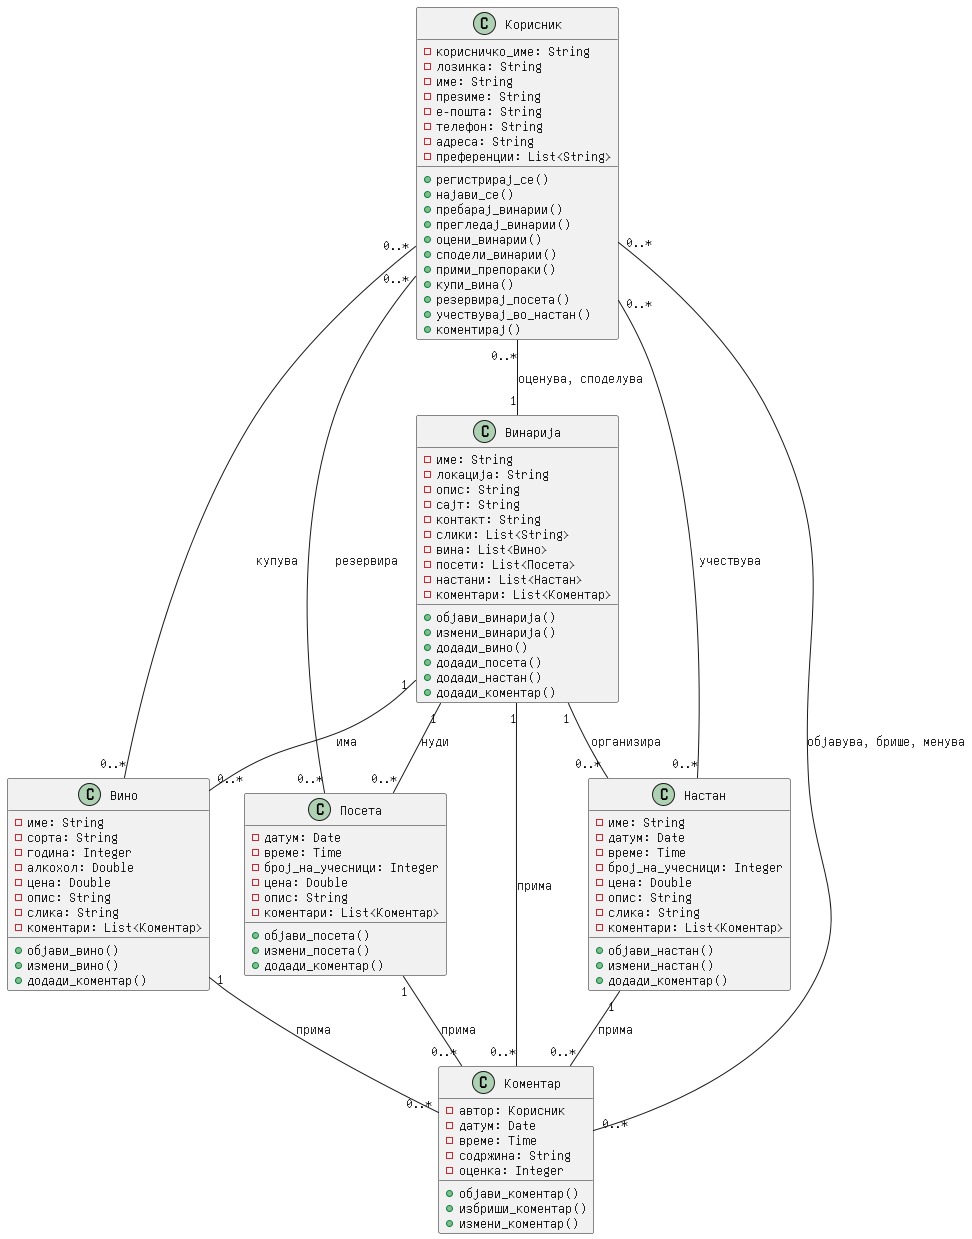 C Корисник
корисничко_име: String
лозинка: String
име: String
презиме: String
е-пошта: String
телефон: String
адреса: String
преференции: List<String>
регистрирај_се()
најави_се()
пребарај_винарии()
прегледај_винарии()
оцени_винарии()
сподели_винарии()
прими_препораки()
купи_вина()
резервирај_посета()
учествувај_во_настан()
коментирај()
0..*
0..*
0..*
0..*
0..*
оценува, споделува
1
C Винарија
име: String
локација: String
опис: String
сајт: String
контакт: String
слики: List<String>
вина: List<Вино>
посети: List<Посета>
настани: List<Настан>
коментари: List<Коментар>
објави_винарија()
измени_винарија()
додади_вино()
додади_посета()
додади_настан()
додади_коментар()
купува
резервира
учествува
1
1
1
1
има
нуди
организира
објавува, брише, менува
0..*
0..*
0..*
0..*
0..*
0..*
C Вино
име: String
сорта: String
година: Integer
алкохол: Double
цена: Double
опис: String
слика: String
коментари: List<Коментар>
објави_вино()
измени_вино()
додади_коментар()
C Посета
датум: Date
време: Time
број_на_учесници: Integer
цена: Double
опис: String
коментари: List<Коментар>
објави_посета()
измени_посета()
додади_коментар()
прима
C Настан
име: String
датум: Date
време: Time
број_на_учесници: Integer
цена: Double
опис: String
слика: String
коментари: List<Коментар>
објави_настан()
измени_настан()
додади_коментар()
1
1
1
прима
прима
прима
0..*
0..*
0..*
0..*
0..*
C Коментар
автор: Корисник
датум: Date
време: Time
содржина: String
оценка: Integer
објави_коментар()
избриши_коментар()
измени_коментар()